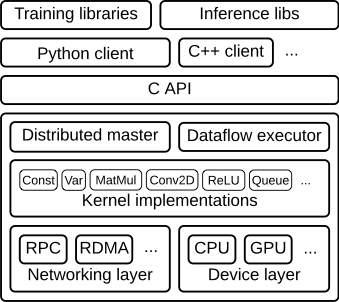 Training libraries Inference libs
Python client C++ client ...
C API
Distributed master Dataflow executor
Const Var MatMul Conv2D ReLU Queue ...
Kernel implementations
RPC RDMA ... CPU GPU ...
Networking layer Device layer